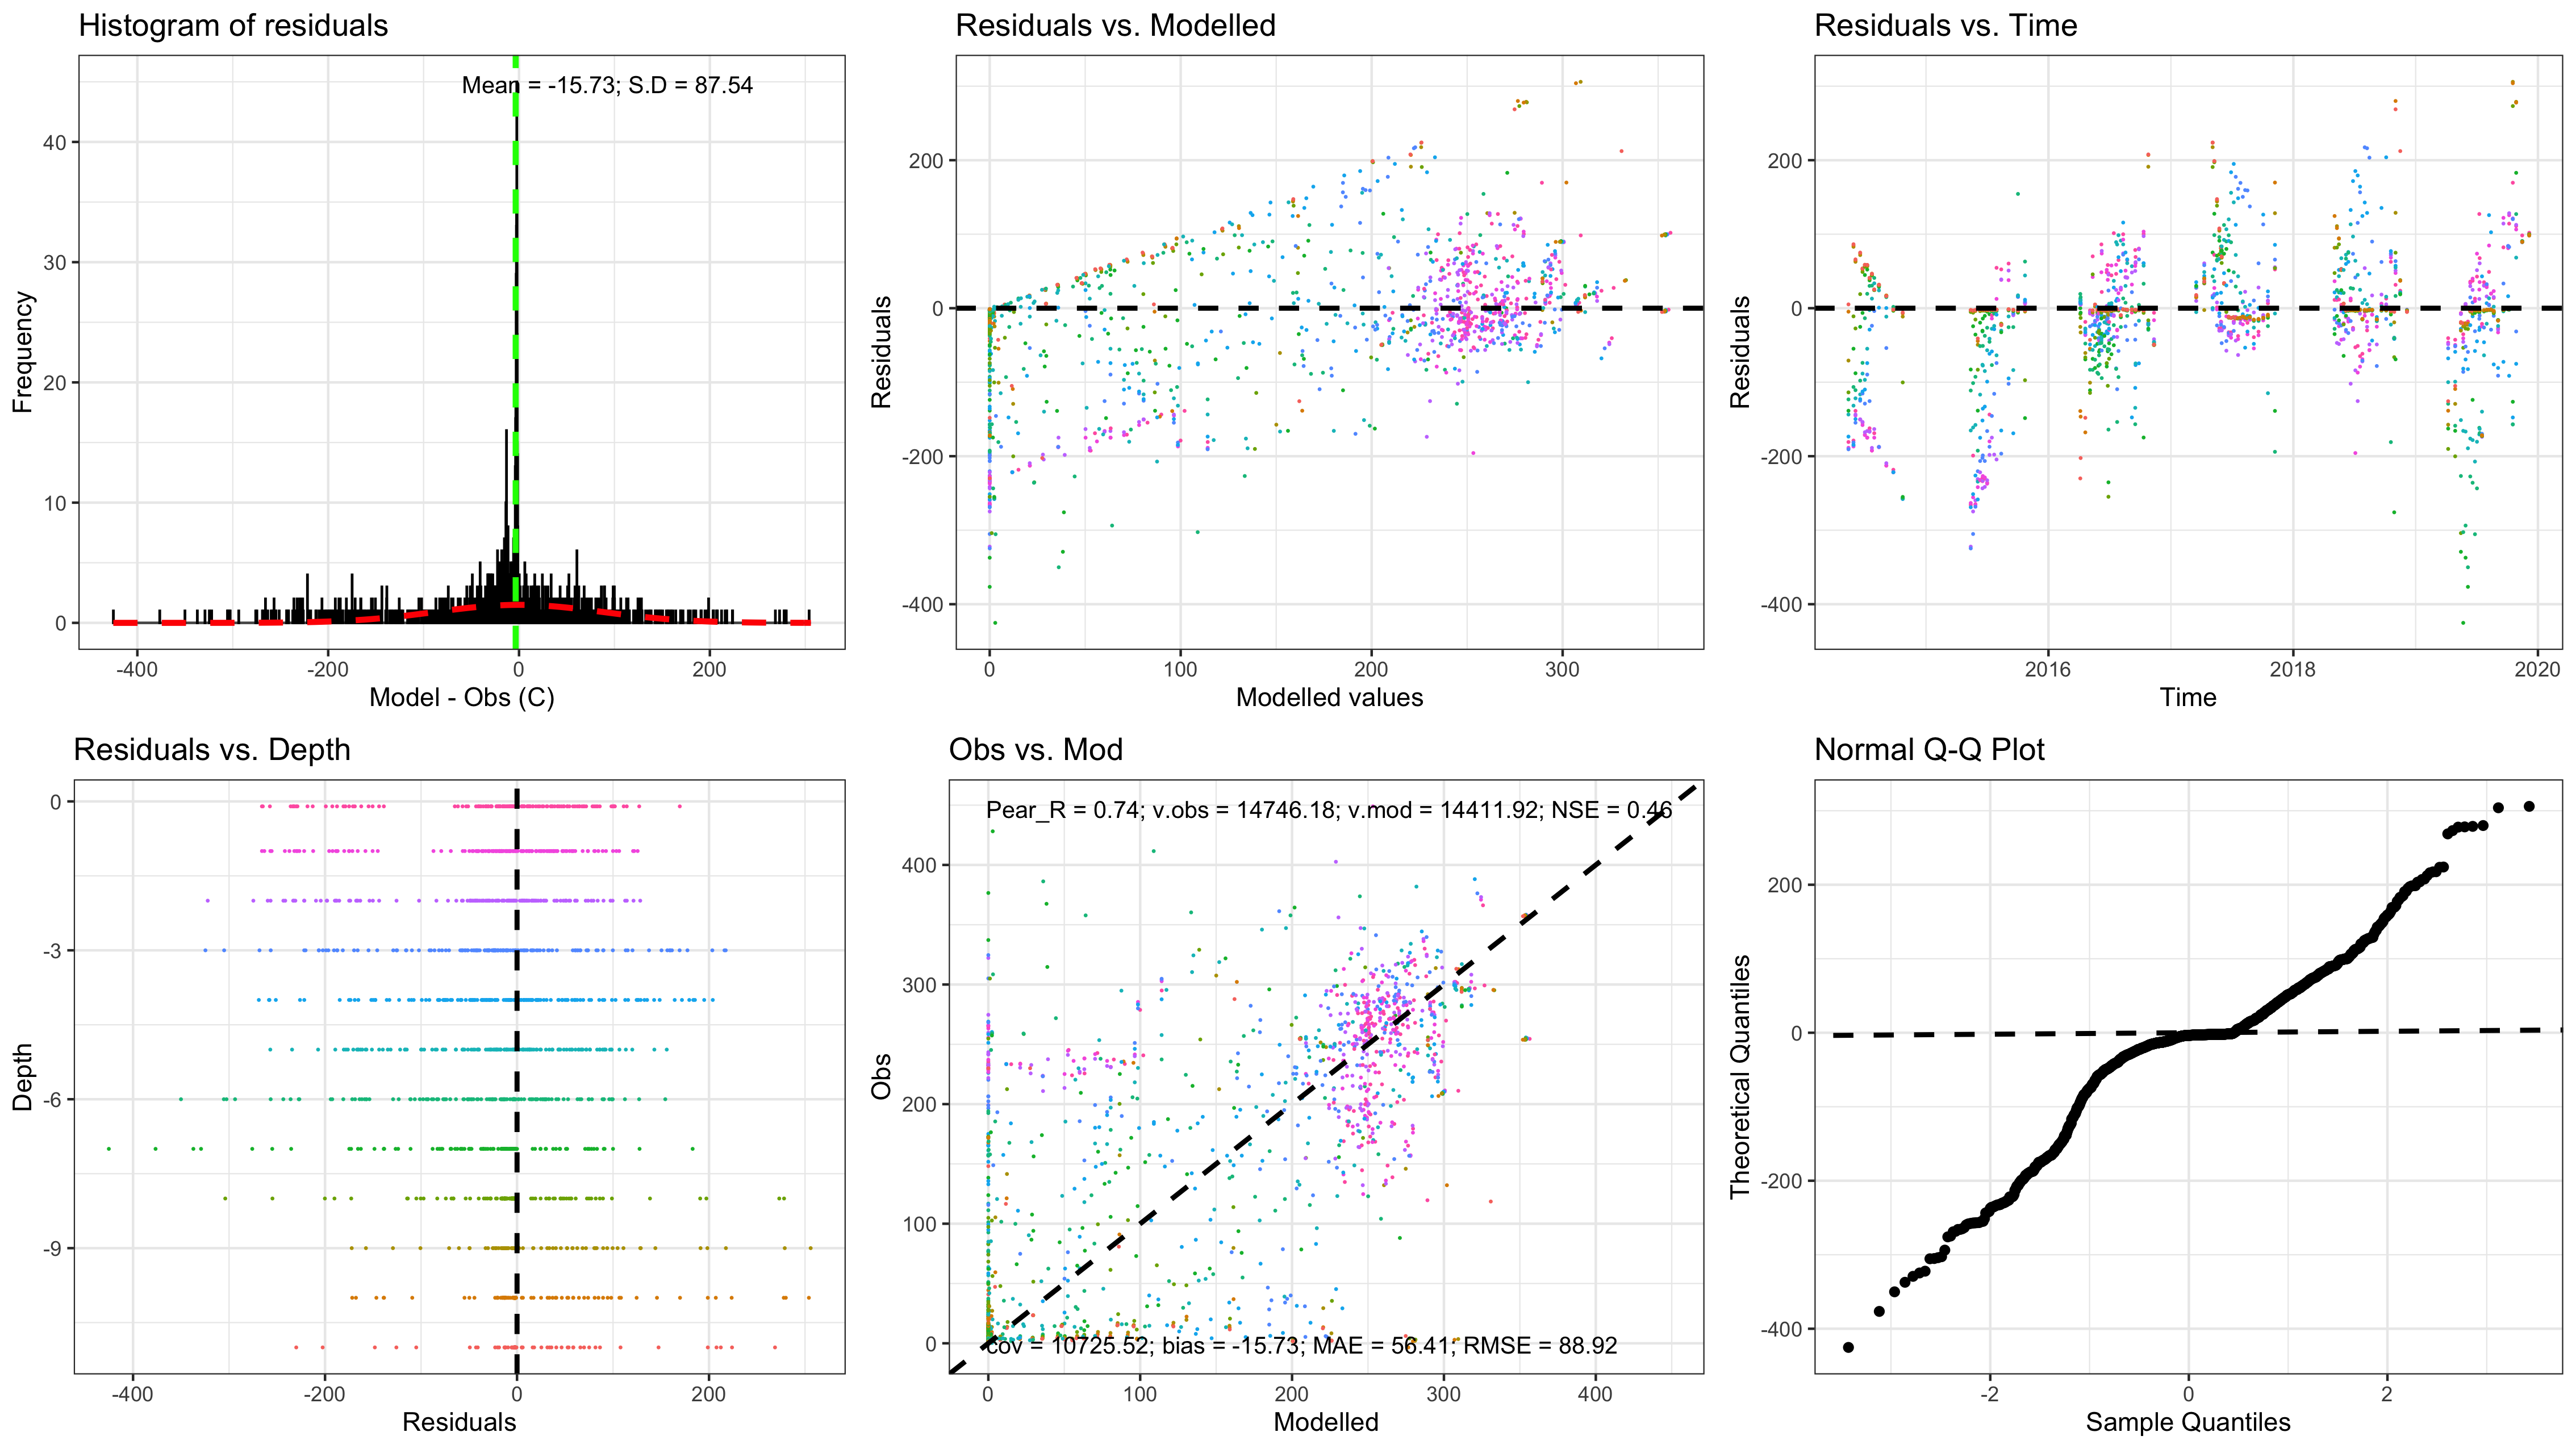 Histogram of residuals
Mean = -15.73; S.D = 87.54
Frequency
40
30
20
10
0
-400
-200
0
200
Model - Obs (C)
Residuals vs. Modelled
Residuals
200
0
-200
-400
0
100
200
300
Modelled values
Residuals vs. Time
Residuals
200
0
-200
-400
2016
2018
2020
Time
Residuals vs. Depth
Depth
0
-3
-6
-9
-400
-200
0
200
Residuals
Obs vs. Mod
Pear_R = 0.74; v.obs = 14746.18; v.mod = 14411.92; NSE = 0.46
Obs
400
300
200
100
0
cov = 10725.52; bias = -15.73; MAE = 56.41; RMSE = 88.92
0
100
200
300
400
Modelled
Normal Q-Q Plot
Theoretical Quantiles
200
0
-200
-400
-2
0
2
Sample Quantiles